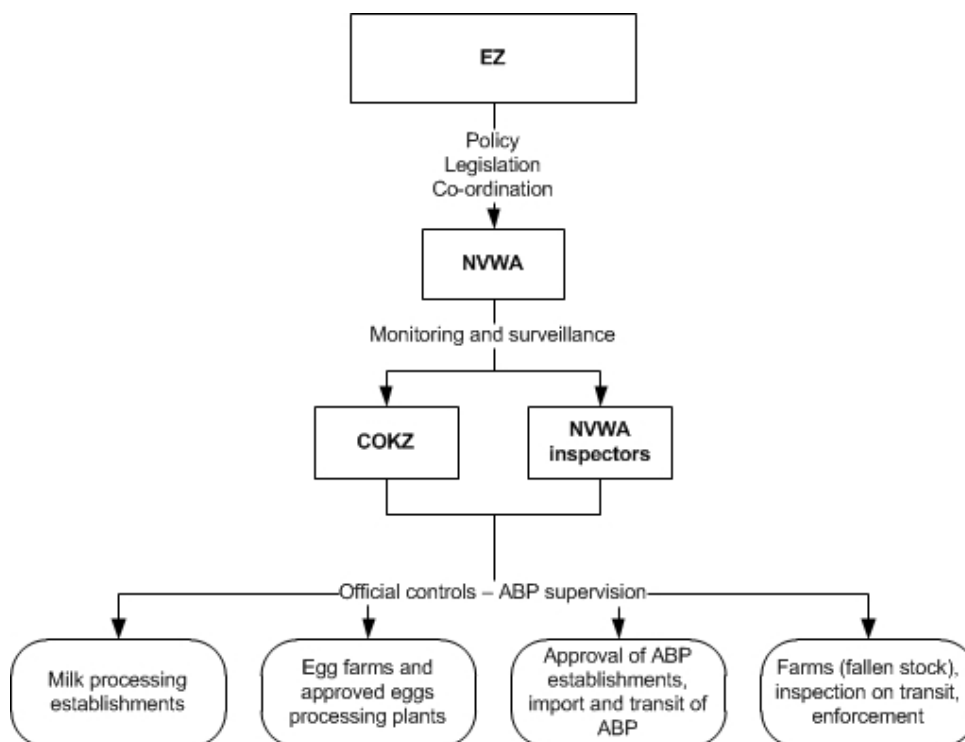 EZ
Policy
Legislation
Co-ordination
NVWA
Monitoring and surveillance
COKZ
NVWA
inspectors
Official controls – ABP supervision
Milk processing
establishments
Egg farms and
approved eggs
processing plants
Approval of ABP
establishments,
import and transit of
ABP
Farms (fallen stock),
inspection on transit,
enforcement